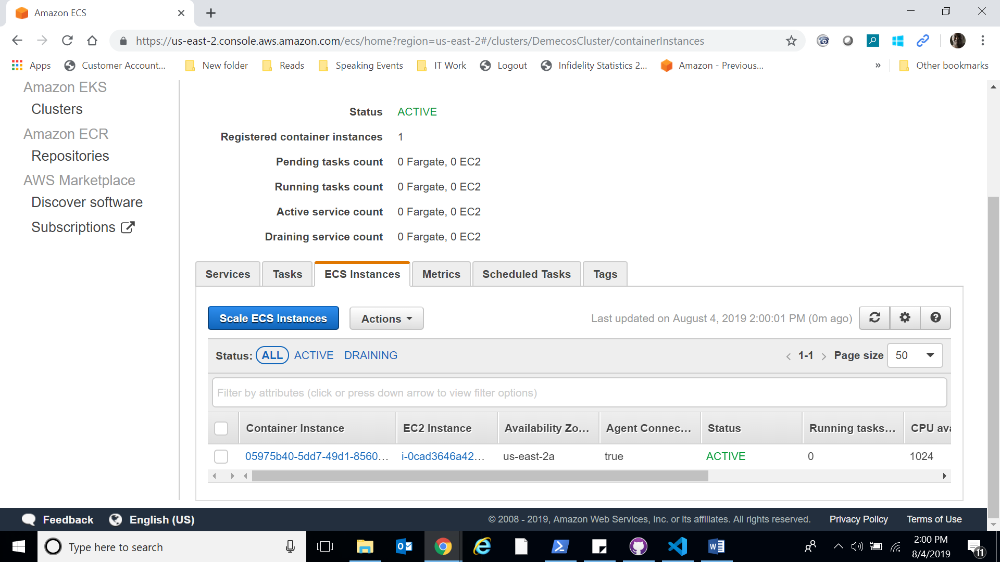 Amazon ECS
https://us-east-2.console.aws.amazon.com/ecs/home?region=us-east-2#/clusters/DemecosCluster/containerInstances
Apps Customer Account... New folder Reads Speaking Events IT Work Logout Infidelity Statistics 2... Amazon - Previous... » Other bookmarks
Amazon EKS
Clusters
Amazon ECR
Repositories
AWS Marketplace
Discover software
Subscriptions
Status ACTIVE
Registered container instances 1
Pending tasks count 0 Fargate, 0 EC2
Running tasks count 0 Fargate, 0 EC2
Active service count 0 Fargate, 0 EC2
Draining service count 0 Fargate, 0 EC2
Services Tasks ECS Instances Metrics Scheduled Tasks Tags
Scale ECS Instances Actions Last updated on August 4, 2019 2:00:01 PM (0m ago)
Status: ALL ACTIVE DRAINING 1-1 Page size 50
Filter by attributes (click or press down arrow to view filter options)
Container Instance EC2 Instance Availability Zo... Agent Connec... Status Running tasks... CPU ava
05975b40-5dd7-49d1-8560... i-0cad3646a42... us-east-2a true ACTIVE 0 1024
Feedback English (US) © 2008 - 2019, Amazon Web Services, Inc. or its affiliates. All rights reserved. Privacy Policy Terms of Use
Type here to search
2:00 PM
8/4/2019
11